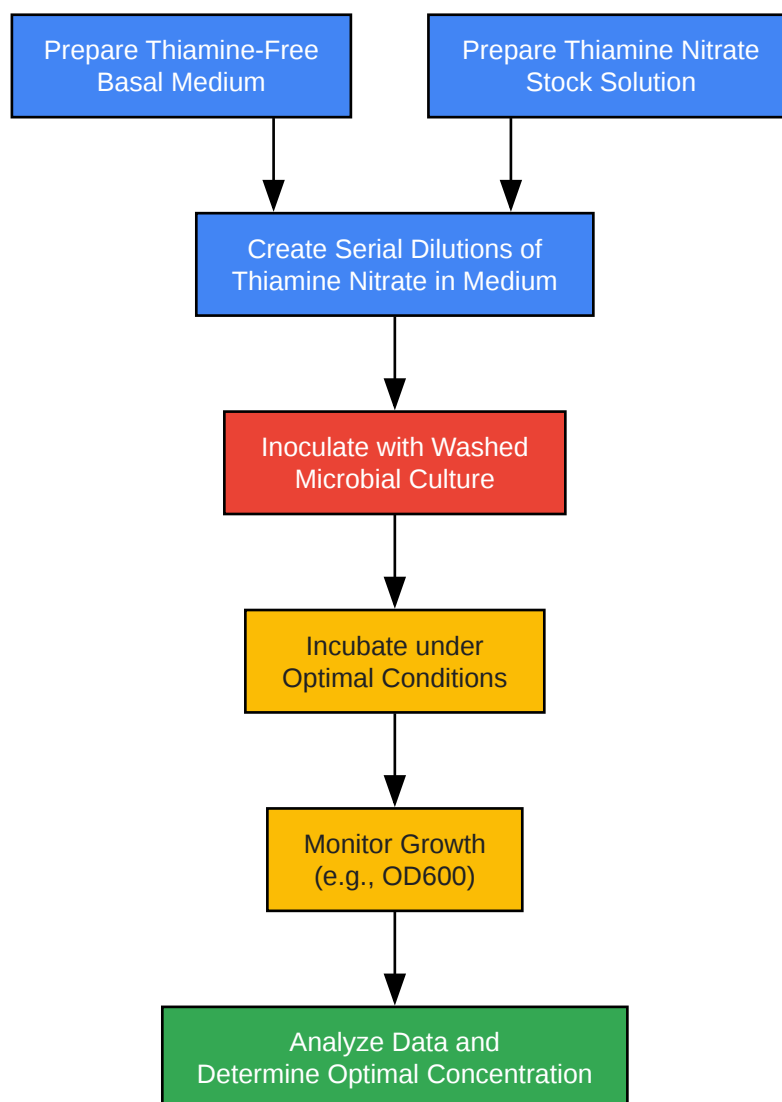 Prepare Thiamine-Free
Basal Medium
Prepare Thiamine Nitrate
Stock Solution
Create Serial Dilutions of
Thiamine Nitrate in Medium
Inoculate with Washed
Microbial Culture
Incubate under
Optimal Conditions
Monitor Growth
(e.g., OD600)
Analyze Data and
Determine Optimal Concentration